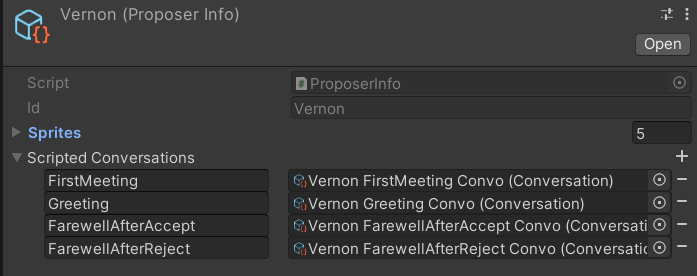 Vernon (Proposer Info)
Open
Script ProposerInfo
Id Vernon
Sprites 5
Scripted Conversations
FirstMeeting Vernon FirstMeeting Convo (Conversation)
Greeting Vernon Greeting Convo (Conversation)
FarewellAfterAccept Vernon FarewellAfterAccept Convo (Conversati
FarewellAfterReject Vernon FarewellAfterReject Convo (Conversatic